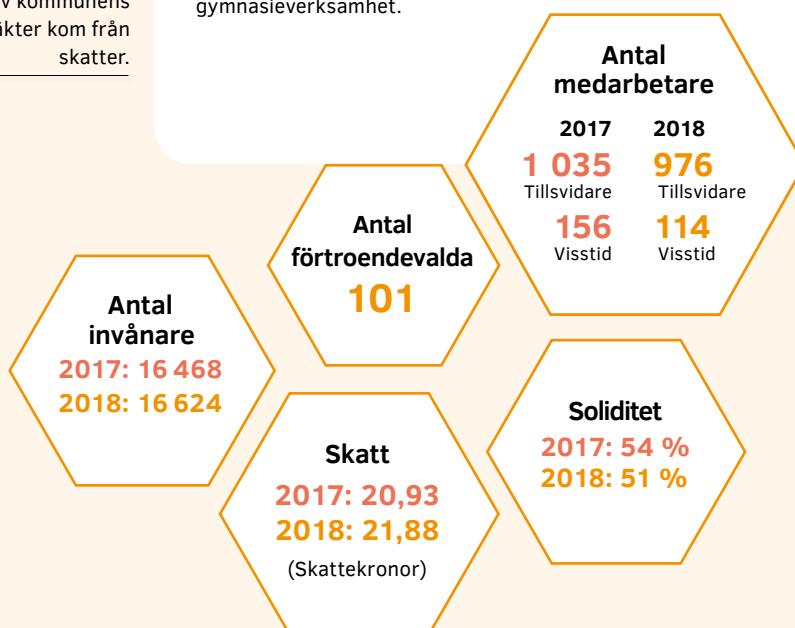 kommunens
kom från
skatter.
gymnasieverksamhet.
Antal
medarbetare
2017 2018
1 035 976
Tillsvidare Tillsvidare
156 114
Visstid Visstid
Antal
förtroendevalda
101
Antal
invånare
2017: 16 468
2018: 16 624
Soliditet
2017: 54 %
2018: 51 %
Skatt
2017: 20,93
2018: 21,88
(Skattekronor)